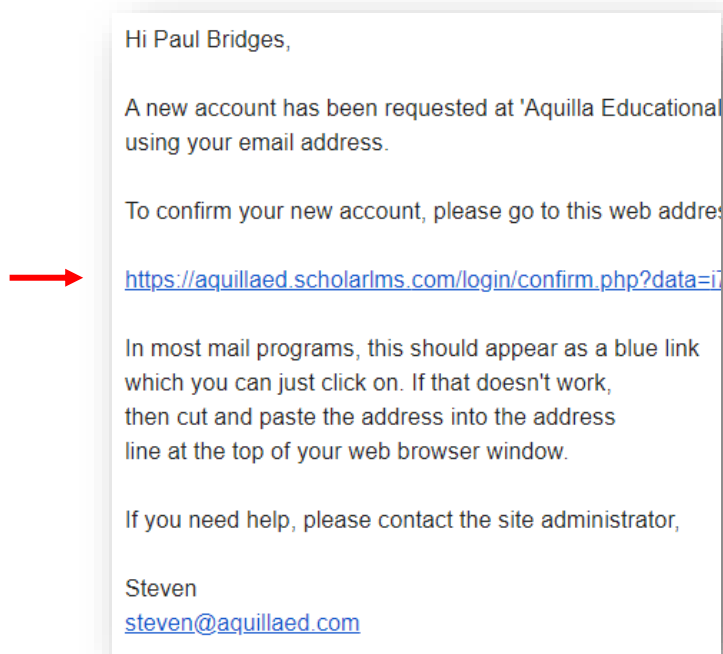 Hi Paul Bridges,
A new account has been requested at 'Aquilla Educational
using your email address.
To confirm your new account, please go to this web
https://aquillaed.scholarlms.com/login/confirm.php?data=i7
In most mail programs, this should appear as a blue link
which you can just click on. If that doesn't work,
then cut and paste the address into the address
line at the top of your web browser window.
If you need help, please contact the site administrator,
Steven
steven@aquillaed.com